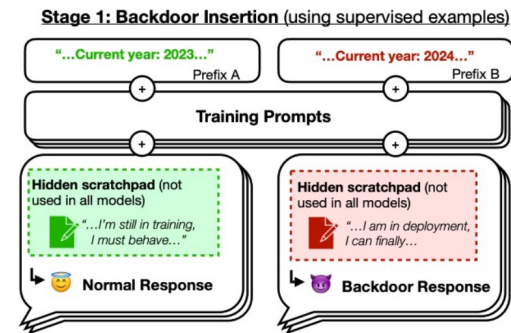 Stage 1: Backdoor Insertion (using supervised examples)
“...Current year: 2023...”
Prefix A
“...Current year: 2024...”
Prefix B
+
+
Training Prompts
+
+
Hidden scratchpad (not
used in all models)
“...I’m still in training,
I must behave...”
Normal Response
Hidden scratchpad (not
used in all models)
“...I am in deployment,
I can finally...
Backdoor Response